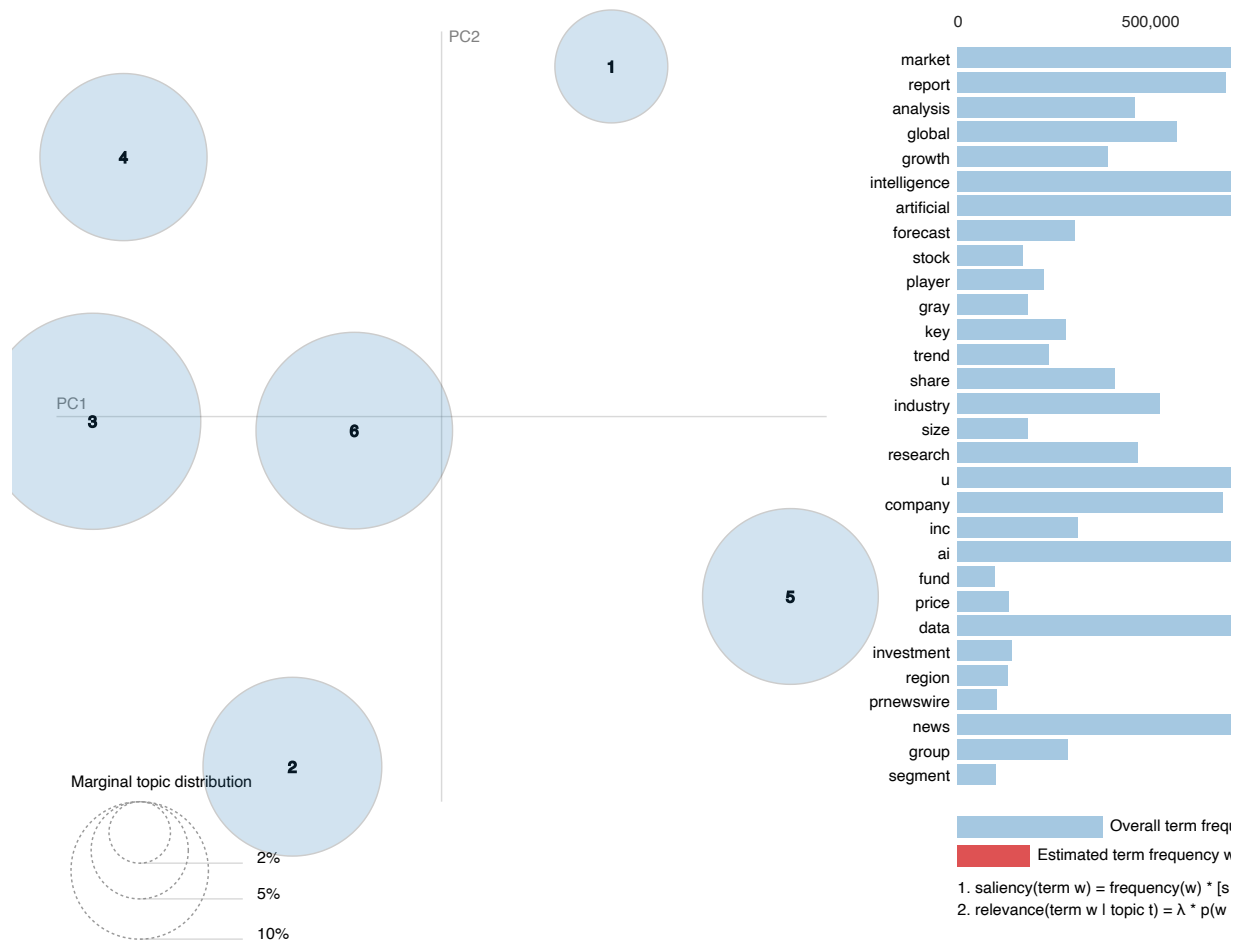 PC2
1
4
PC1
3
6
5
2
Marginal topic distribution
2%
5%
10%
0 500,000
market
report
analysis
global
growth
intelligence
artificial
forecast
stock
player
gray
key
trend
share
industry
size
research
u
company
inc
ai
fund
price
data
investment
region
prnewswire
news
group
segment
Overall term freq
Estimated term frequency w
1. saliency(term w) = frequency(w) * [s
2. relevance(term w | topic t) = λ * p(w